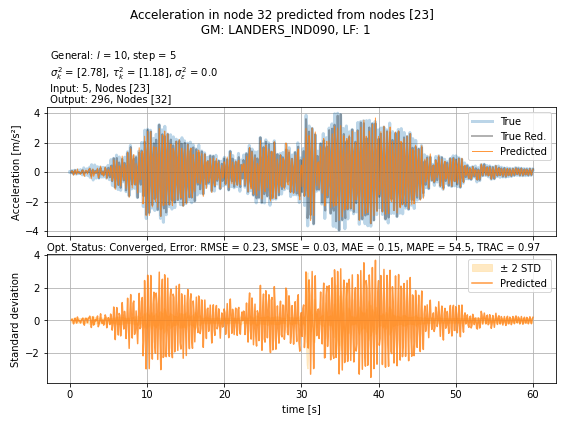 Acceleration in node 32 predicted from nodes [23]
GM: LANDERS_IND090, LF: 1
General: l = 10, step = 5
σ²ₖ = [2.78], τ²ₖ = [1.18], σ²ε = 0.0
Input: 5, Nodes [23]
Output: 296, Nodes [32]
Acceleration [m/s²]
4
2
0
−2
−4
True
True Red.
Predicted
Opt. Status: Converged, Error: RMSE = 0.23, SMSE = 0.03, MAE = 0.15, MAPE = 54.5, TRAC = 0.97
Standard deviation
4
2
0
−2
± 2 STD
Predicted
0 10 20 30 40 50 60
time [s]